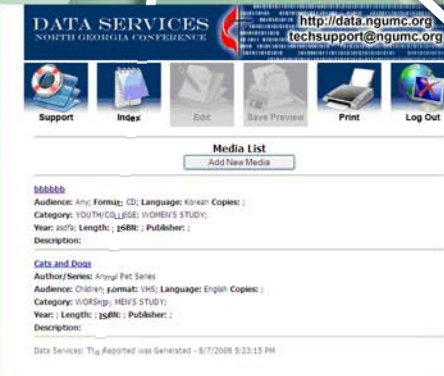 DATA SERVICES
NORTH GEORGIA CONFERENCE
http://data.ngumc.org
techsupport@ngumc.org
Support Index Edit Save Preview Print Log Out
Media List
Add New Media
bbbbbb
Audience: Any; Format: CD; Language: Korean Copies: ;
Category: YOUTH/COLLEGE; WOMEN'S STUDY;
Year: asdfa; Length: ; ISBN: ; Publisher: ;
Description:
Cats and Dogs
Author/Series: Animal Pet Series
Audience: Children; Format: VHS; Language: English Copies: ;
Category: WORSHIP; MEN'S STUDY;
Year: ; Length: ; ISBN: ; Publisher: ;
Description:
Data Services: The Reported was Generated - 8/7/2006 5:23:15 PM